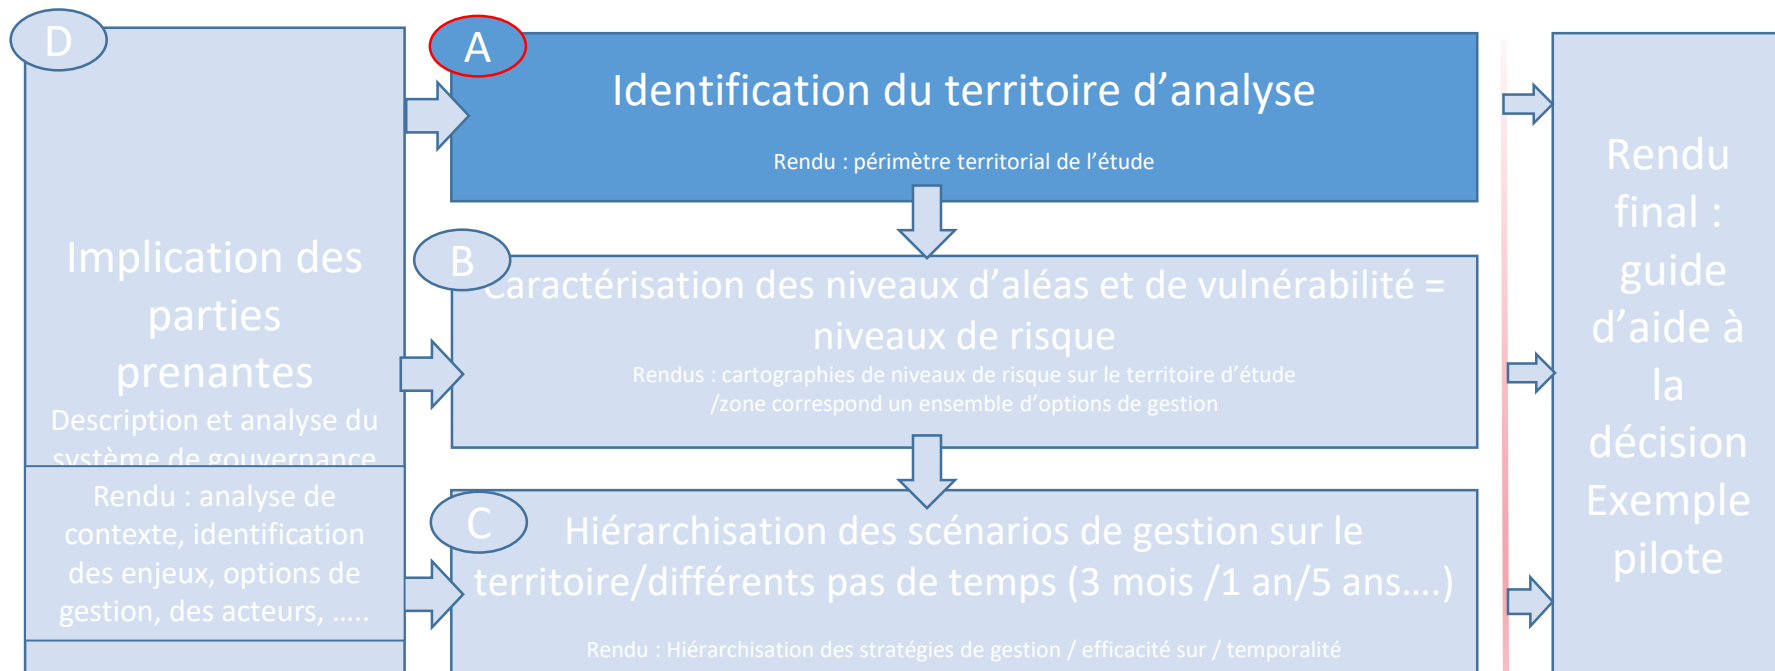 D
Implication des
parties
prenantes
Description et analyse du
système de gouvernance
Rendu : analyse de
contexte, identification
des enjeux, options de
gestion, des acteurs, …..
A
Identification du territoire d’analyse
Rendu : périmètre territorial de l’étude
B
Caractérisation des niveaux d’aléas et de vulnérabilité =
niveaux de risque
Rendus : cartographies de niveaux de risque sur le territoire d’étude
/zone correspond un ensemble d’options de gestion
C
Hiérarchisation des scénarios de gestion sur le
territoire/différents pas de temps (3 mois /1 an/5 ans….)
Rendu : Hiérarchisation des stratégies de gestion / efficacité sur / temporalité
Rendu
final :
guide
d’aide à
la
décision
Exemple
pilote